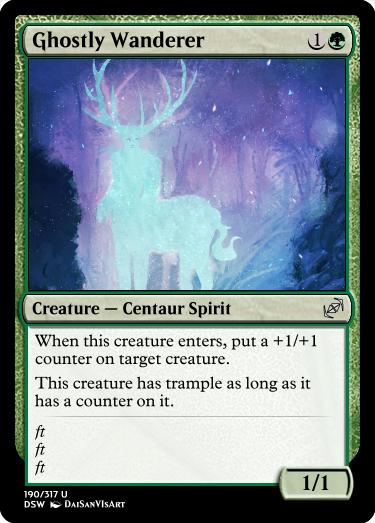 Ghostly Wanderer 1
Creature — Centaur Spirit
When this creature enters, put a +1/+1
counter on target creature.
This creature has trample as long as it
has a counter on it.
ft
ft
ft
1/1
190/317 U
DSW DaiSanVisArt